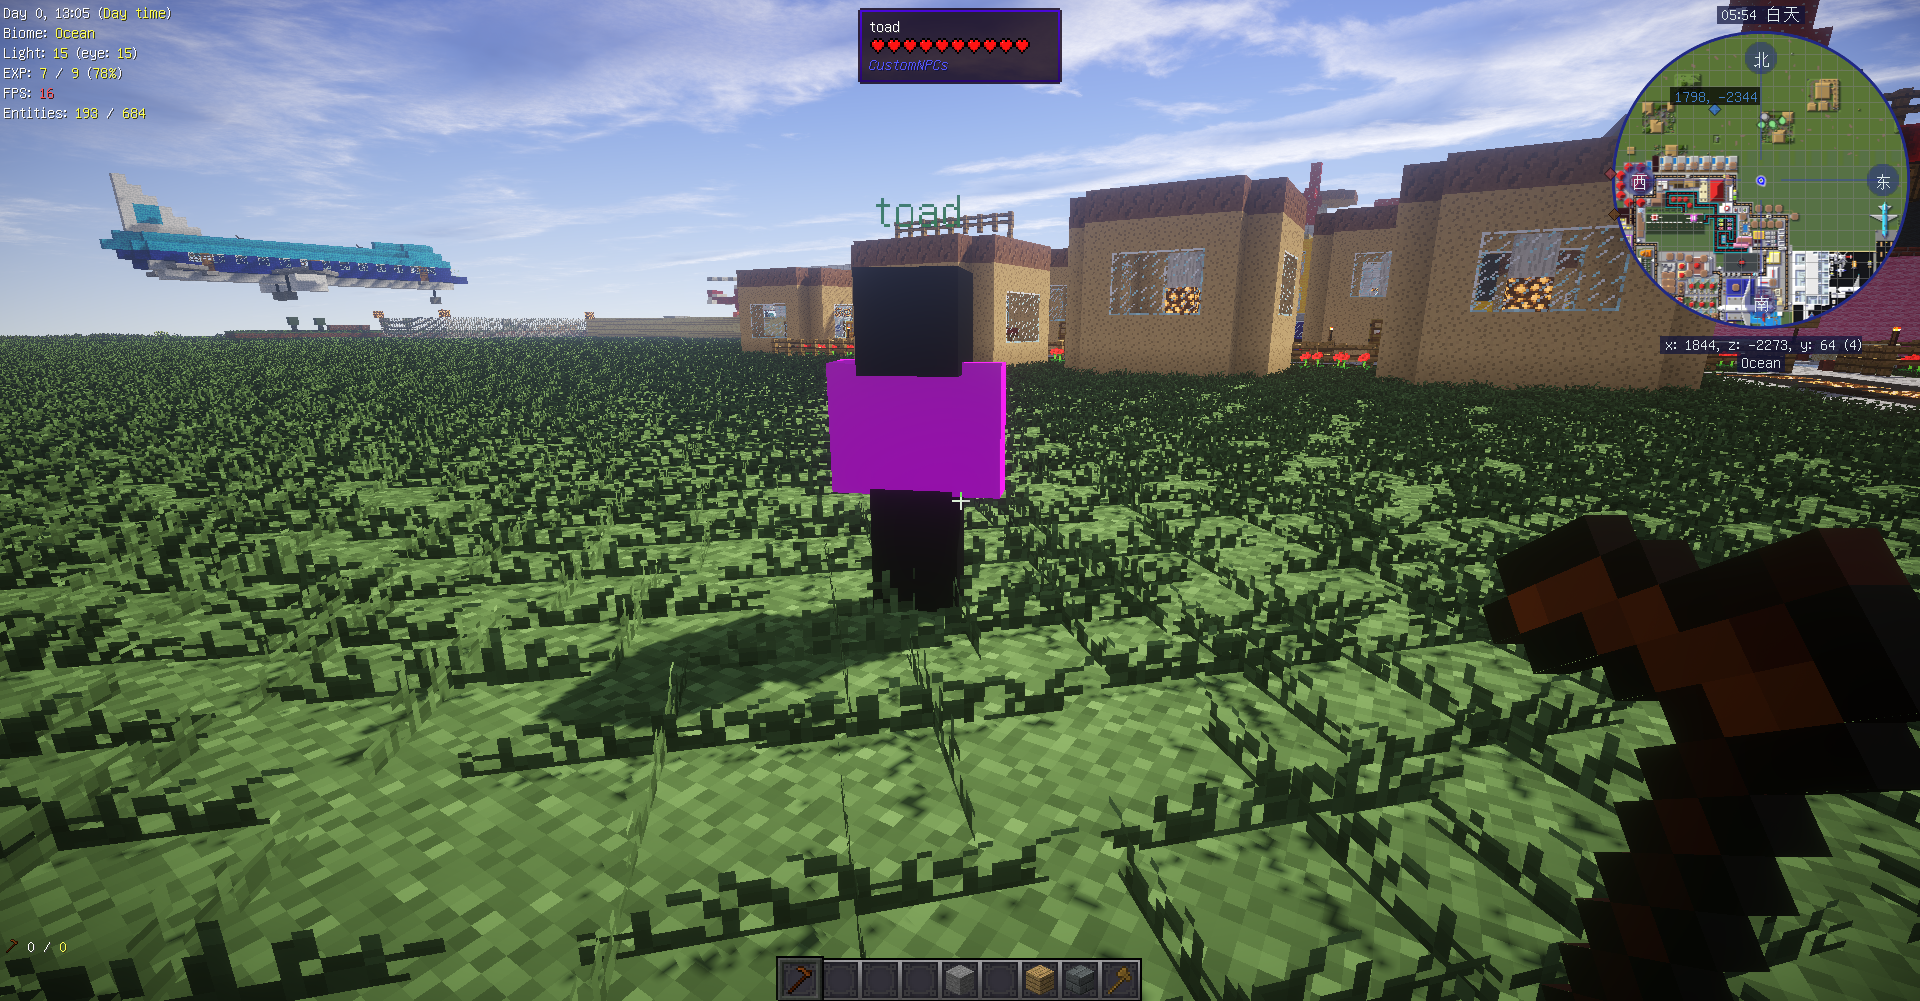 Day 0, 13:05 (Day time)
Biome: Ocean
Light: 15 (eye: 15)
EXP: 7 / 9 (78%)
FPS: 16
Entities: 193 / 684
toad
CustomNPCs
toad
05:54 白天
北
1798, -2344
西
东
南
x: 1844, z: -2273, y: 64 (4)
Ocean
0 / 0